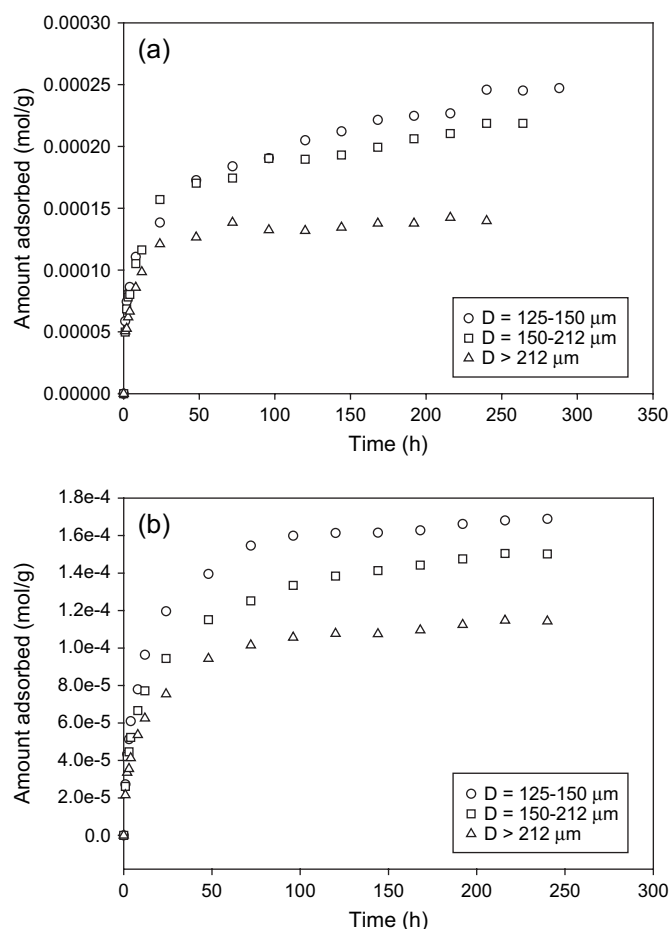 (a)
Amount adsorbed (mol/g)
0.00030
0.00025
0.00020
0.00015
0.00010
0.00005
0.00000
D = 125-150 μm
D = 150-212 μm
D > 212 μm
0 50 100 150 200 250 300 350
Time (h)
(b)
Amount adsorbed (mol/g)
1.8e-4
1.6e-4
1.4e-4
1.2e-4
1.0e-4
8.0e-5
6.0e-5
4.0e-5
2.0e-5
0.0
D = 125-150 μm
D = 150-212 μm
D > 212 μm
0 50 100 150 200 250 300
Time (h)